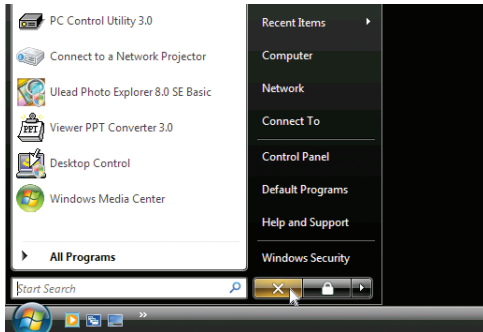 PC Control Utility 3.0
Connect to a Network Projector
Ulead Photo Explorer 8.0 SE Basic
PPT
Viewer PPT Converter 3.0
Desktop Control
Windows Media Center
All Programs
Start Search
Recent Items
Computer
Network
Connect To
Control Panel
Default Programs
Help and Support
Windows Security